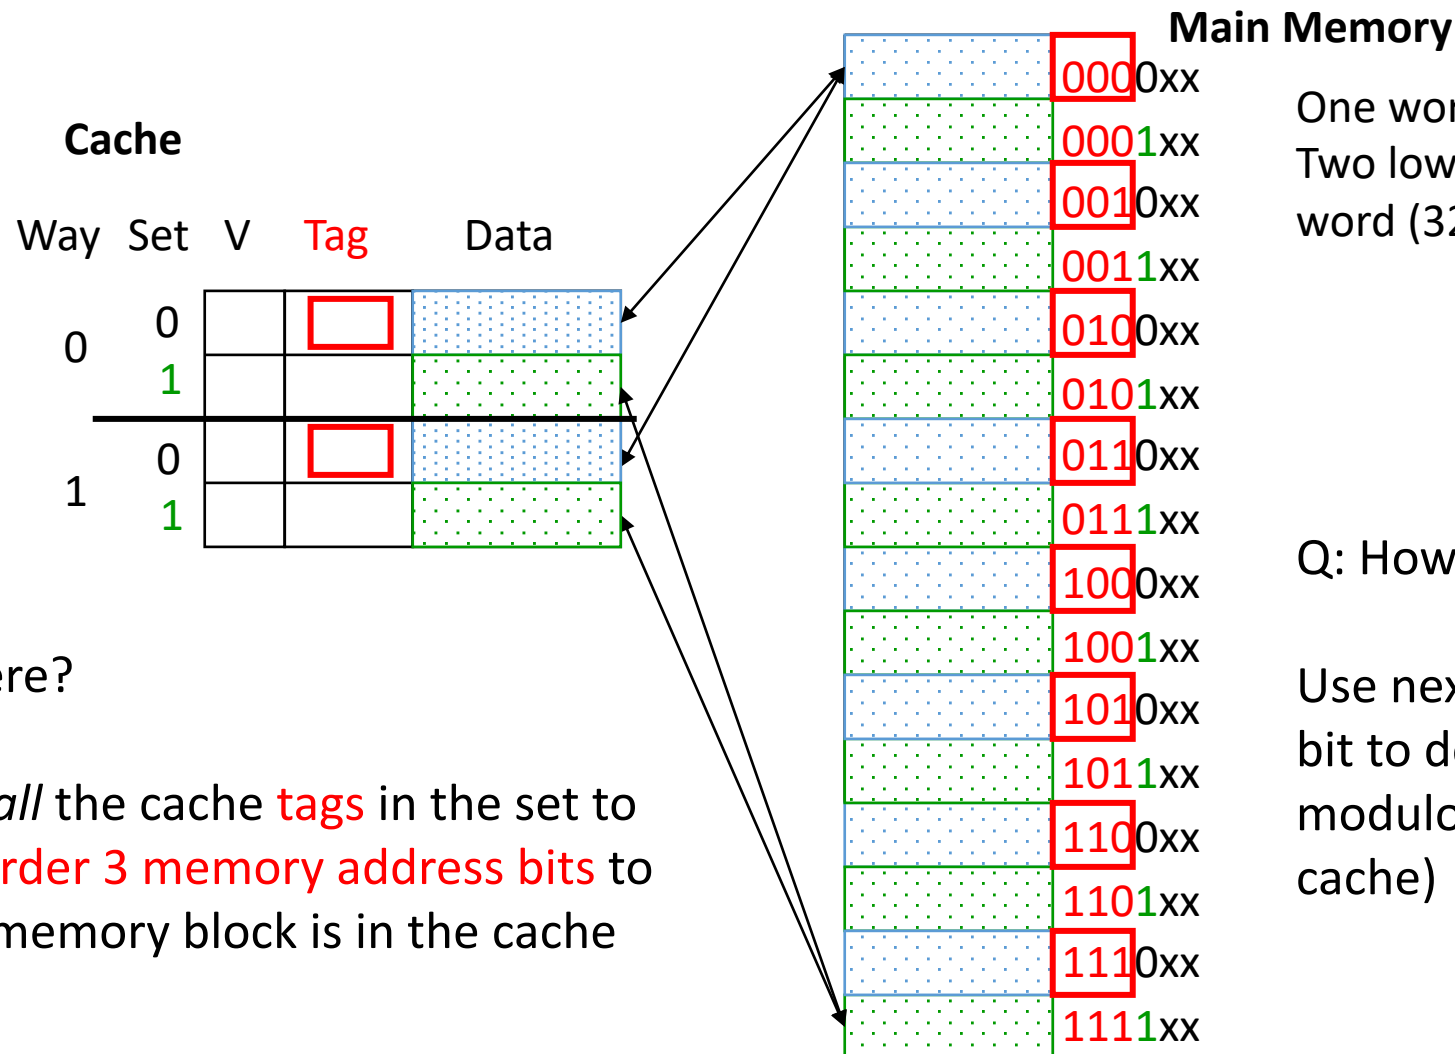 Main Memory
Cache
Way Set V Tag Data
0
0
1
1
0
1
0000xx
0001xx
0010xx
0011xx
0100xx
0101xx
0110xx
0111xx
1000xx
1001xx
1010xx
1011xx
1100xx
1101xx
1110xx
1111xx
One wor
Two low
word (32
Q: How
Use nex
bit to de
modulo
cache)
ere?
all the cache tags in the set to
rder 3 memory address bits to
memory block is in the cache